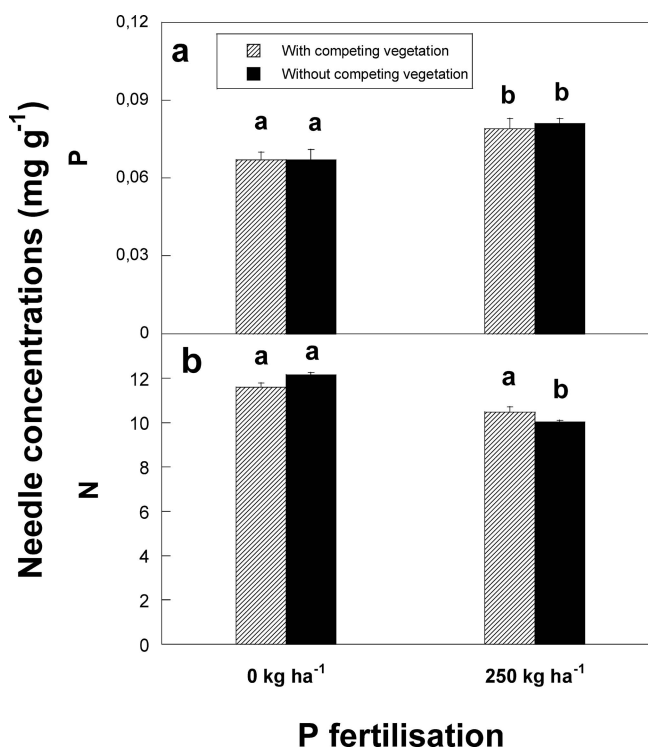 0,12
a
With competing vegetation
Without competing vegetation
0,09
a a b b
0,06
0,03
0
P
Needle concentrations (mg g⁻¹)
b
a a a b
12
10
8
6
4
2
0
N
0 kg ha⁻¹ 250 kg ha⁻¹
P fertilisation